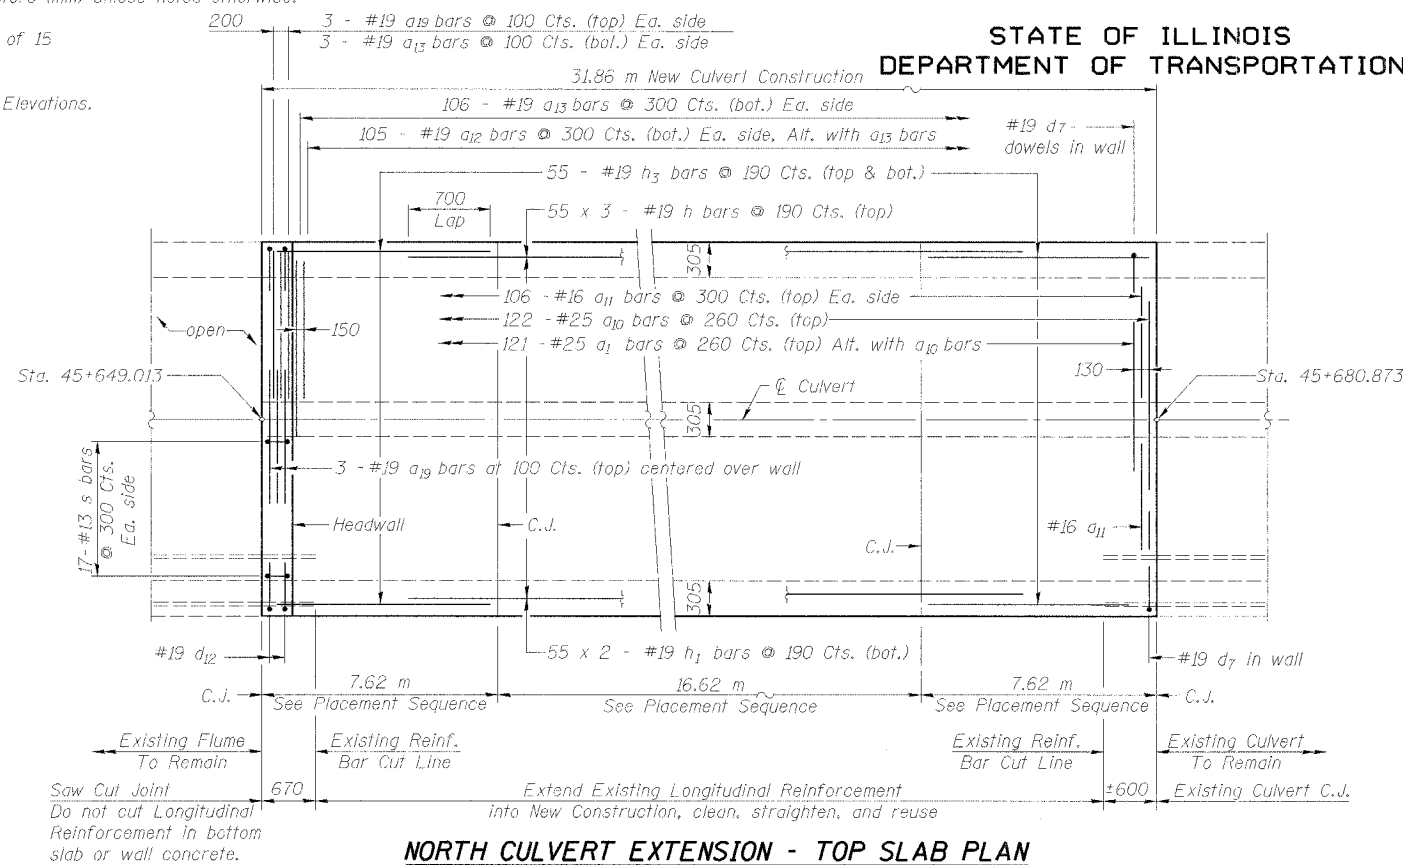 of 15
Elevations.
STATE OF ILLINOIS
DEPARTMENT OF TRANSPORTATION
200
3 - #19 a19 bars @ 100 Cts. (top) Ea. side
3 - #19 a13 bars @ 100 Cts. (bot.) Ea. side
31.86 m New Culvert Construction
106 - #19 a13 bars @ 300 Cts. (bot.) Ea. side
105 - #19 a12 bars @ 300 Cts. (bot.) Ea. side, Alt. with a13 bars
#19 d7 -
dowels in wall
55 - #19 h3 bars @ 190 Cts. (top & bot.)
700
Lap
55 x 3 - #19 h bars @ 190 Cts. (top)
305
106 - #16 a11 bars @ 300 Cts. (top) Ea. side
122 - #25 a10 bars @ 260 Cts. (top)
121 - #25 a1 bars @ 260 Cts. (top) Alt. with a10 bars
open
150
130
Sta. 45+649.013
Sta. 45+680.873
℄ Culvert
305
3 - #19 a19 bars at 100 Cts. (top) centered over wall
17-#13 s bars
@ 300 Cts.
Ea. side
Headwall
C.J.
C.J.
#16 a11
305
#19 d12
55 x 2 - #19 h1 bars @ 190 Cts. (bot.)
#19 d7 in wall
C.J.
7.62 m
See Placement Sequence
16.62 m
See Placement Sequence
7.62 m
See Placement Sequence
C.J.
Existing Flume
To Remain
Existing Reinf.
Bar Cut Line
Existing Reinf.
Bar Cut Line
Existing Culvert
To Remain
Saw Cut Joint
Do not cut Longitudinal
Reinforcement in bottom
slab or wall concrete.
670
Extend Existing Longitudinal Reinforcement
into New Construction, clean, straighten, and reuse
±600
Existing Culvert C.J.
NORTH CULVERT EXTENSION - TOP SLAB PLAN